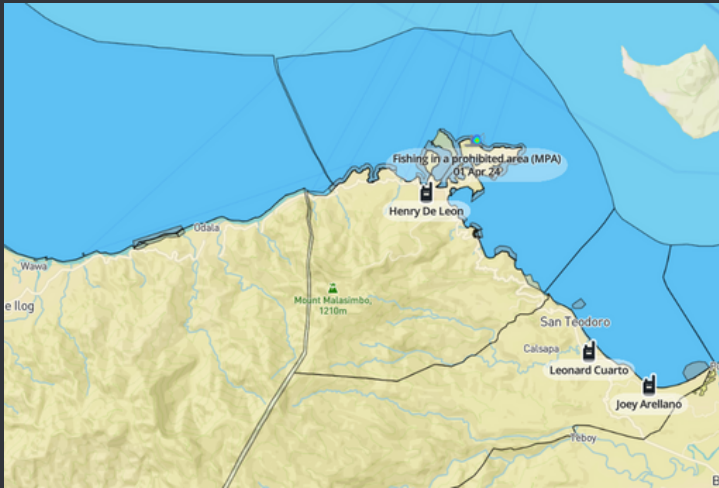 Fishing in a prohibited area (MPA)
01 Apr 24
Henry De Leon
Udala
Wawa
e Ilog
Mount Malasimbo,
1210m
San Teodoro
Calsapa
Leonard Cuarto
Joey Arellano
Teboy
B